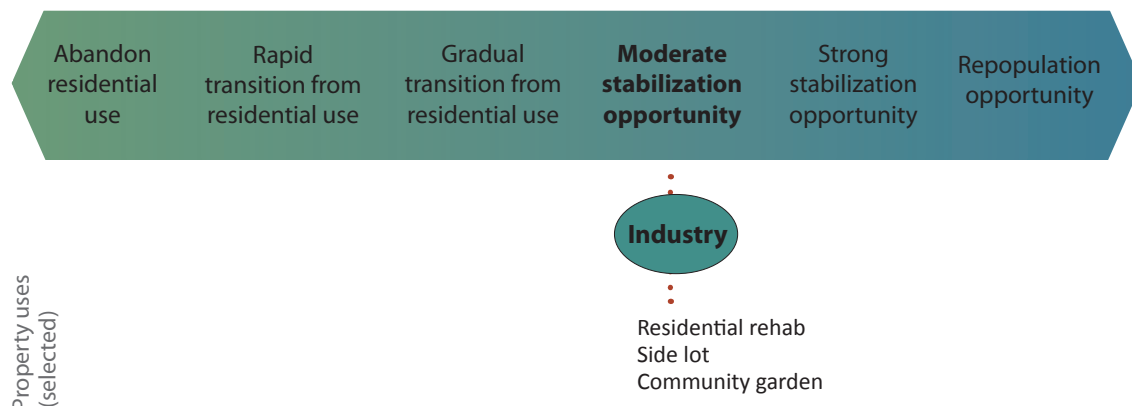 Abandon
residential
use
Rapid
transition from
residential use
Gradual
transition from
residential use
Moderate
stabilization
opportunity
Strong
stabilization
opportunity
Repopulation
opportunity
Industry
Residential rehab
Side lot
Community garden
Property uses
(selected)